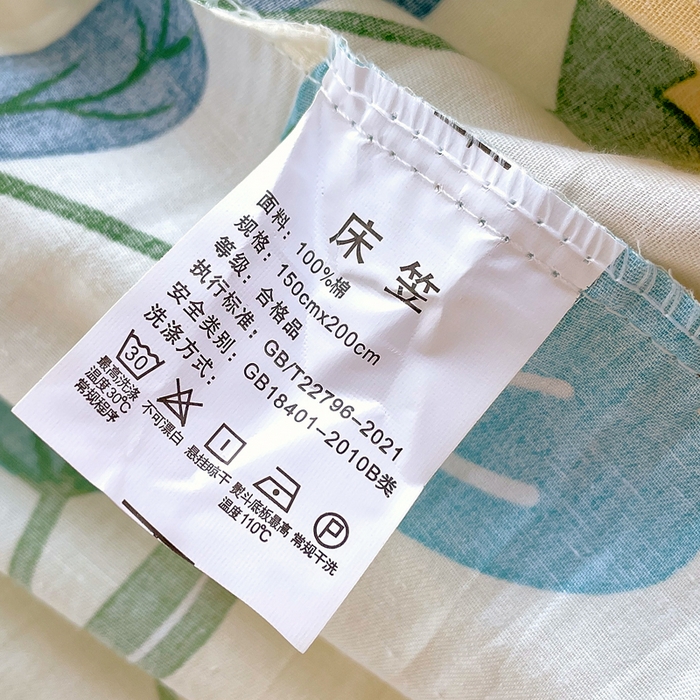 床笠
面料：100%棉
规格：150cmx200cm
等级：合格品
执行标准：GB/T22796-2021
安全类别：GB18401-2010B类
洗涤方式：
30
最高洗涤
温度30℃
常规程序
不可漂白
悬挂晾干
熨斗底板最高
温度110℃
P
常规干洗